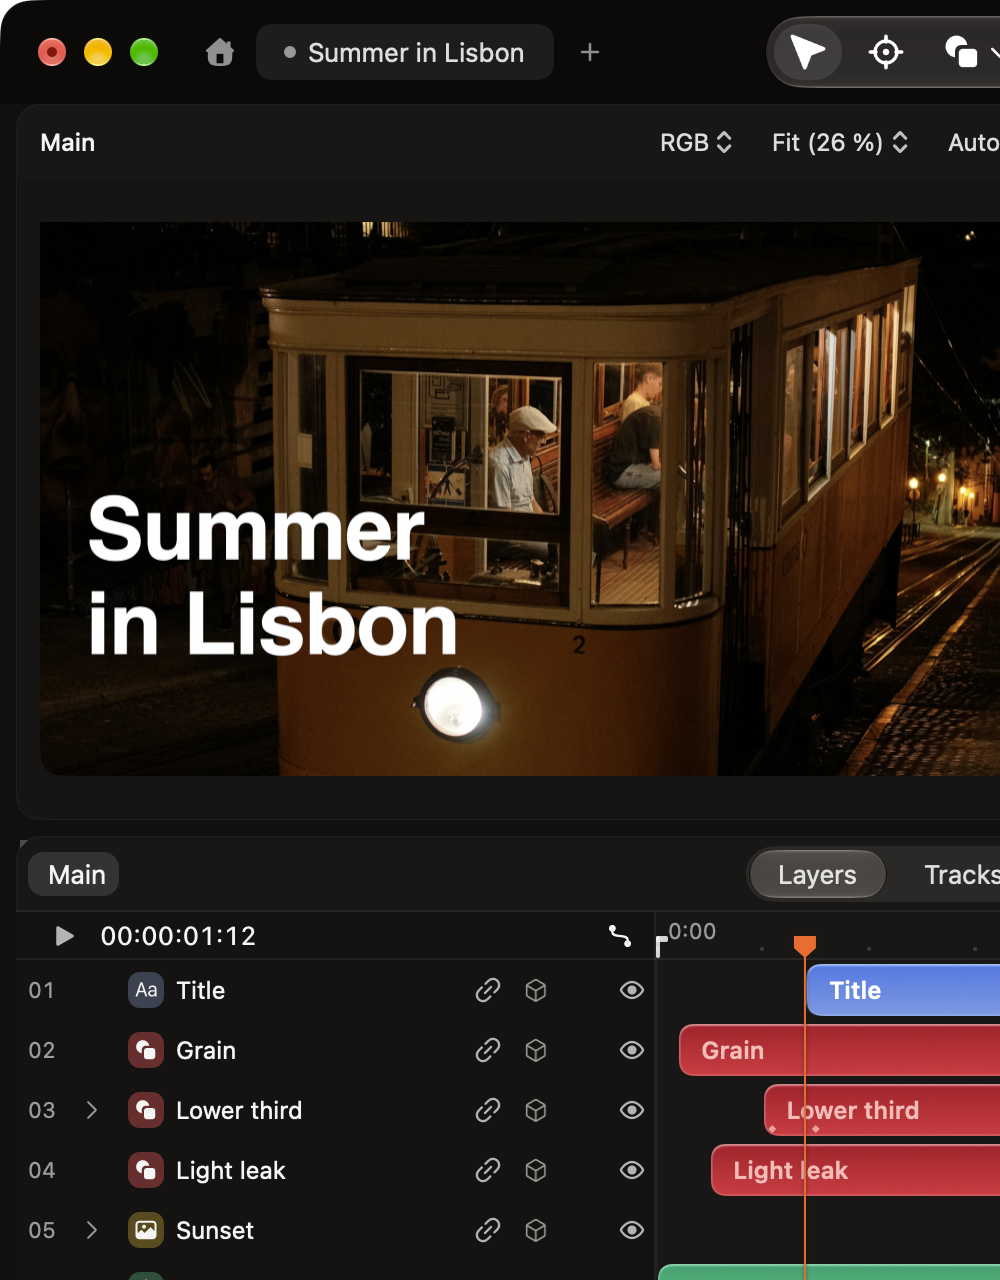 Summer in Lisbon
Main
RGB
Fit (26 %)
Auto
Summer
in Lisbon
2
Main
Layers
Tracks
00:00:01:12
0:00
01 Aa Title
Title
02 Grain
Grain
03 Lower third
Lower third
04 Light leak
Light leak
05 Sunset